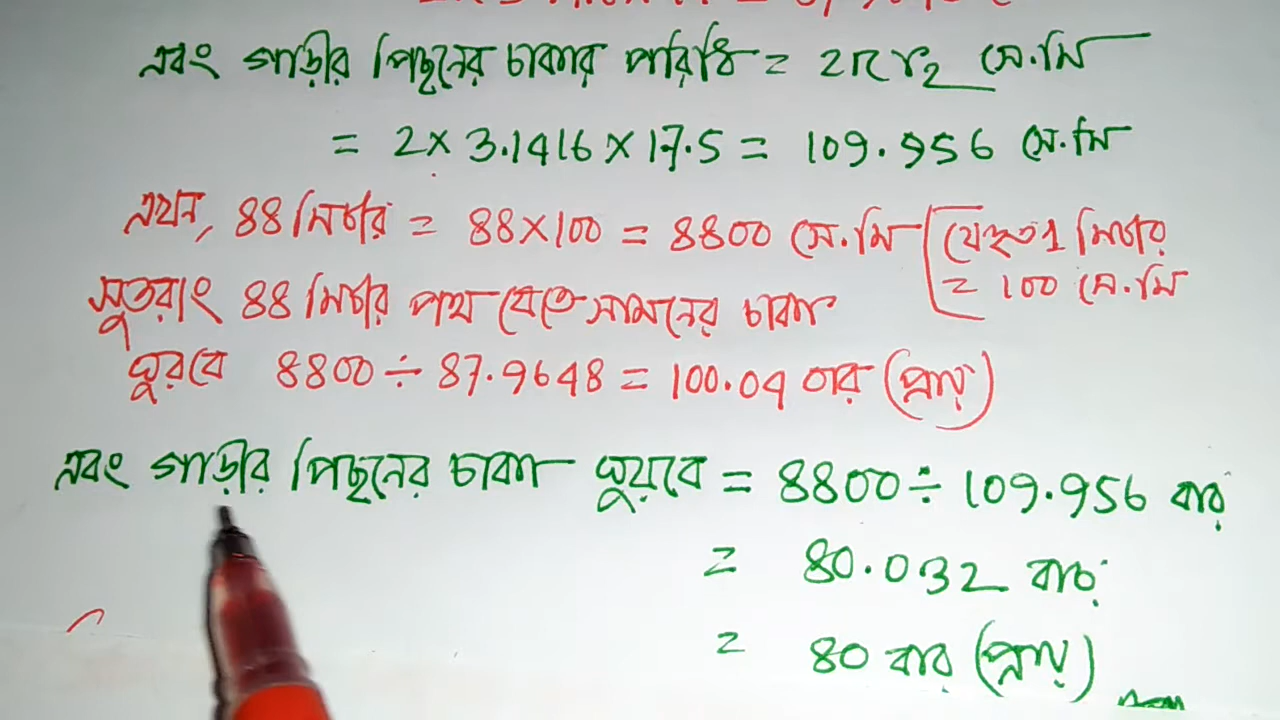 এবং গাড়ীর পিছনের চাকার পরিধি = 2πr₂ সে.মি
= 2 × 3.1416 × 17.5 = 109.956 সে.মি
এখন, 88 মিটার = 88×100 = 8800 সে.মি [যেহেতু 1 মিটার
= 100 সে.মি
সুতরাং 88 মিটার পথ যেতে সামনের চাকা
ঘুরবে 8800 ÷ 87.9648 = 100.04 বার (প্রায়)
এবং গাড়ীর পিছনের চাকা ঘুরবে = 8800 ÷ 109.956 বার
= 80.032 বার
= 80 বার (প্রায়)